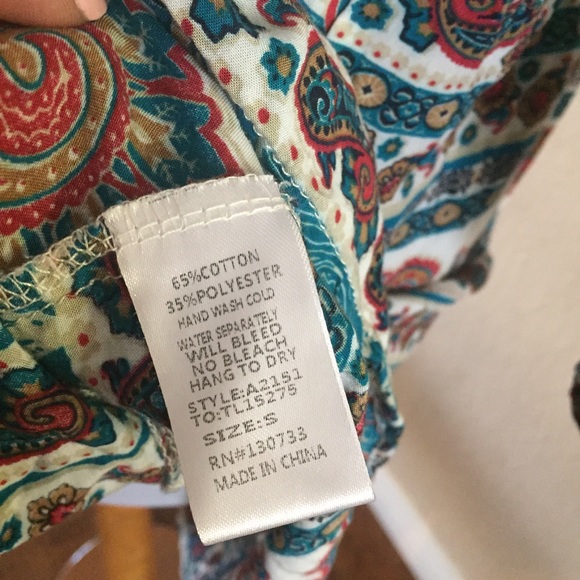 65%COTTON
35%POLYESTER
HAND WASH COLD
WATER SEPARATELY
WILL BLEED
NO BLEACH
HANG TO DRY
STYLE:A2151
TO:TL15275
SIZE:S
RN#130733
MADE IN CHINA